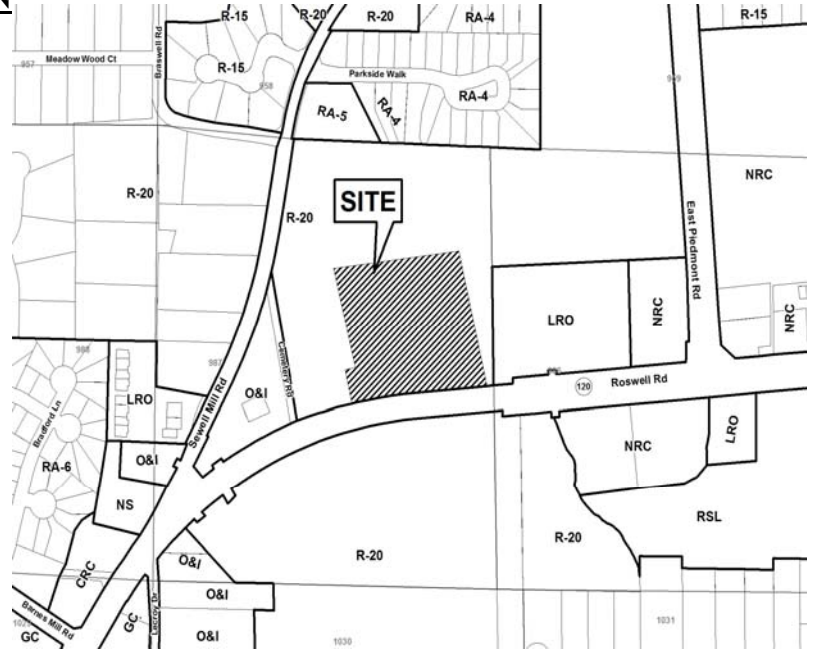 R-15
R-20
R-20
RA-4
R-15
Braswell Rd
Meadow Wood Ct
957
R-15
958
Parkside Walk
RA-4
RA-5
RA-4
NRC
R-20
R-20
SITE
East Piedmont Rd
LRO
NRC
NRC
987
Cemetery Rd
O&I
LRO
Sewell Mill Rd
120
Roswell Rd
Bradford Ln
O&I
RA-6
NS
NRC
LRO
RSL
R-20
R-20
O&I
CRC
O&I
Barnes Mill Rd
GC
GC
Lecroy Dr
O&I
1030
1031